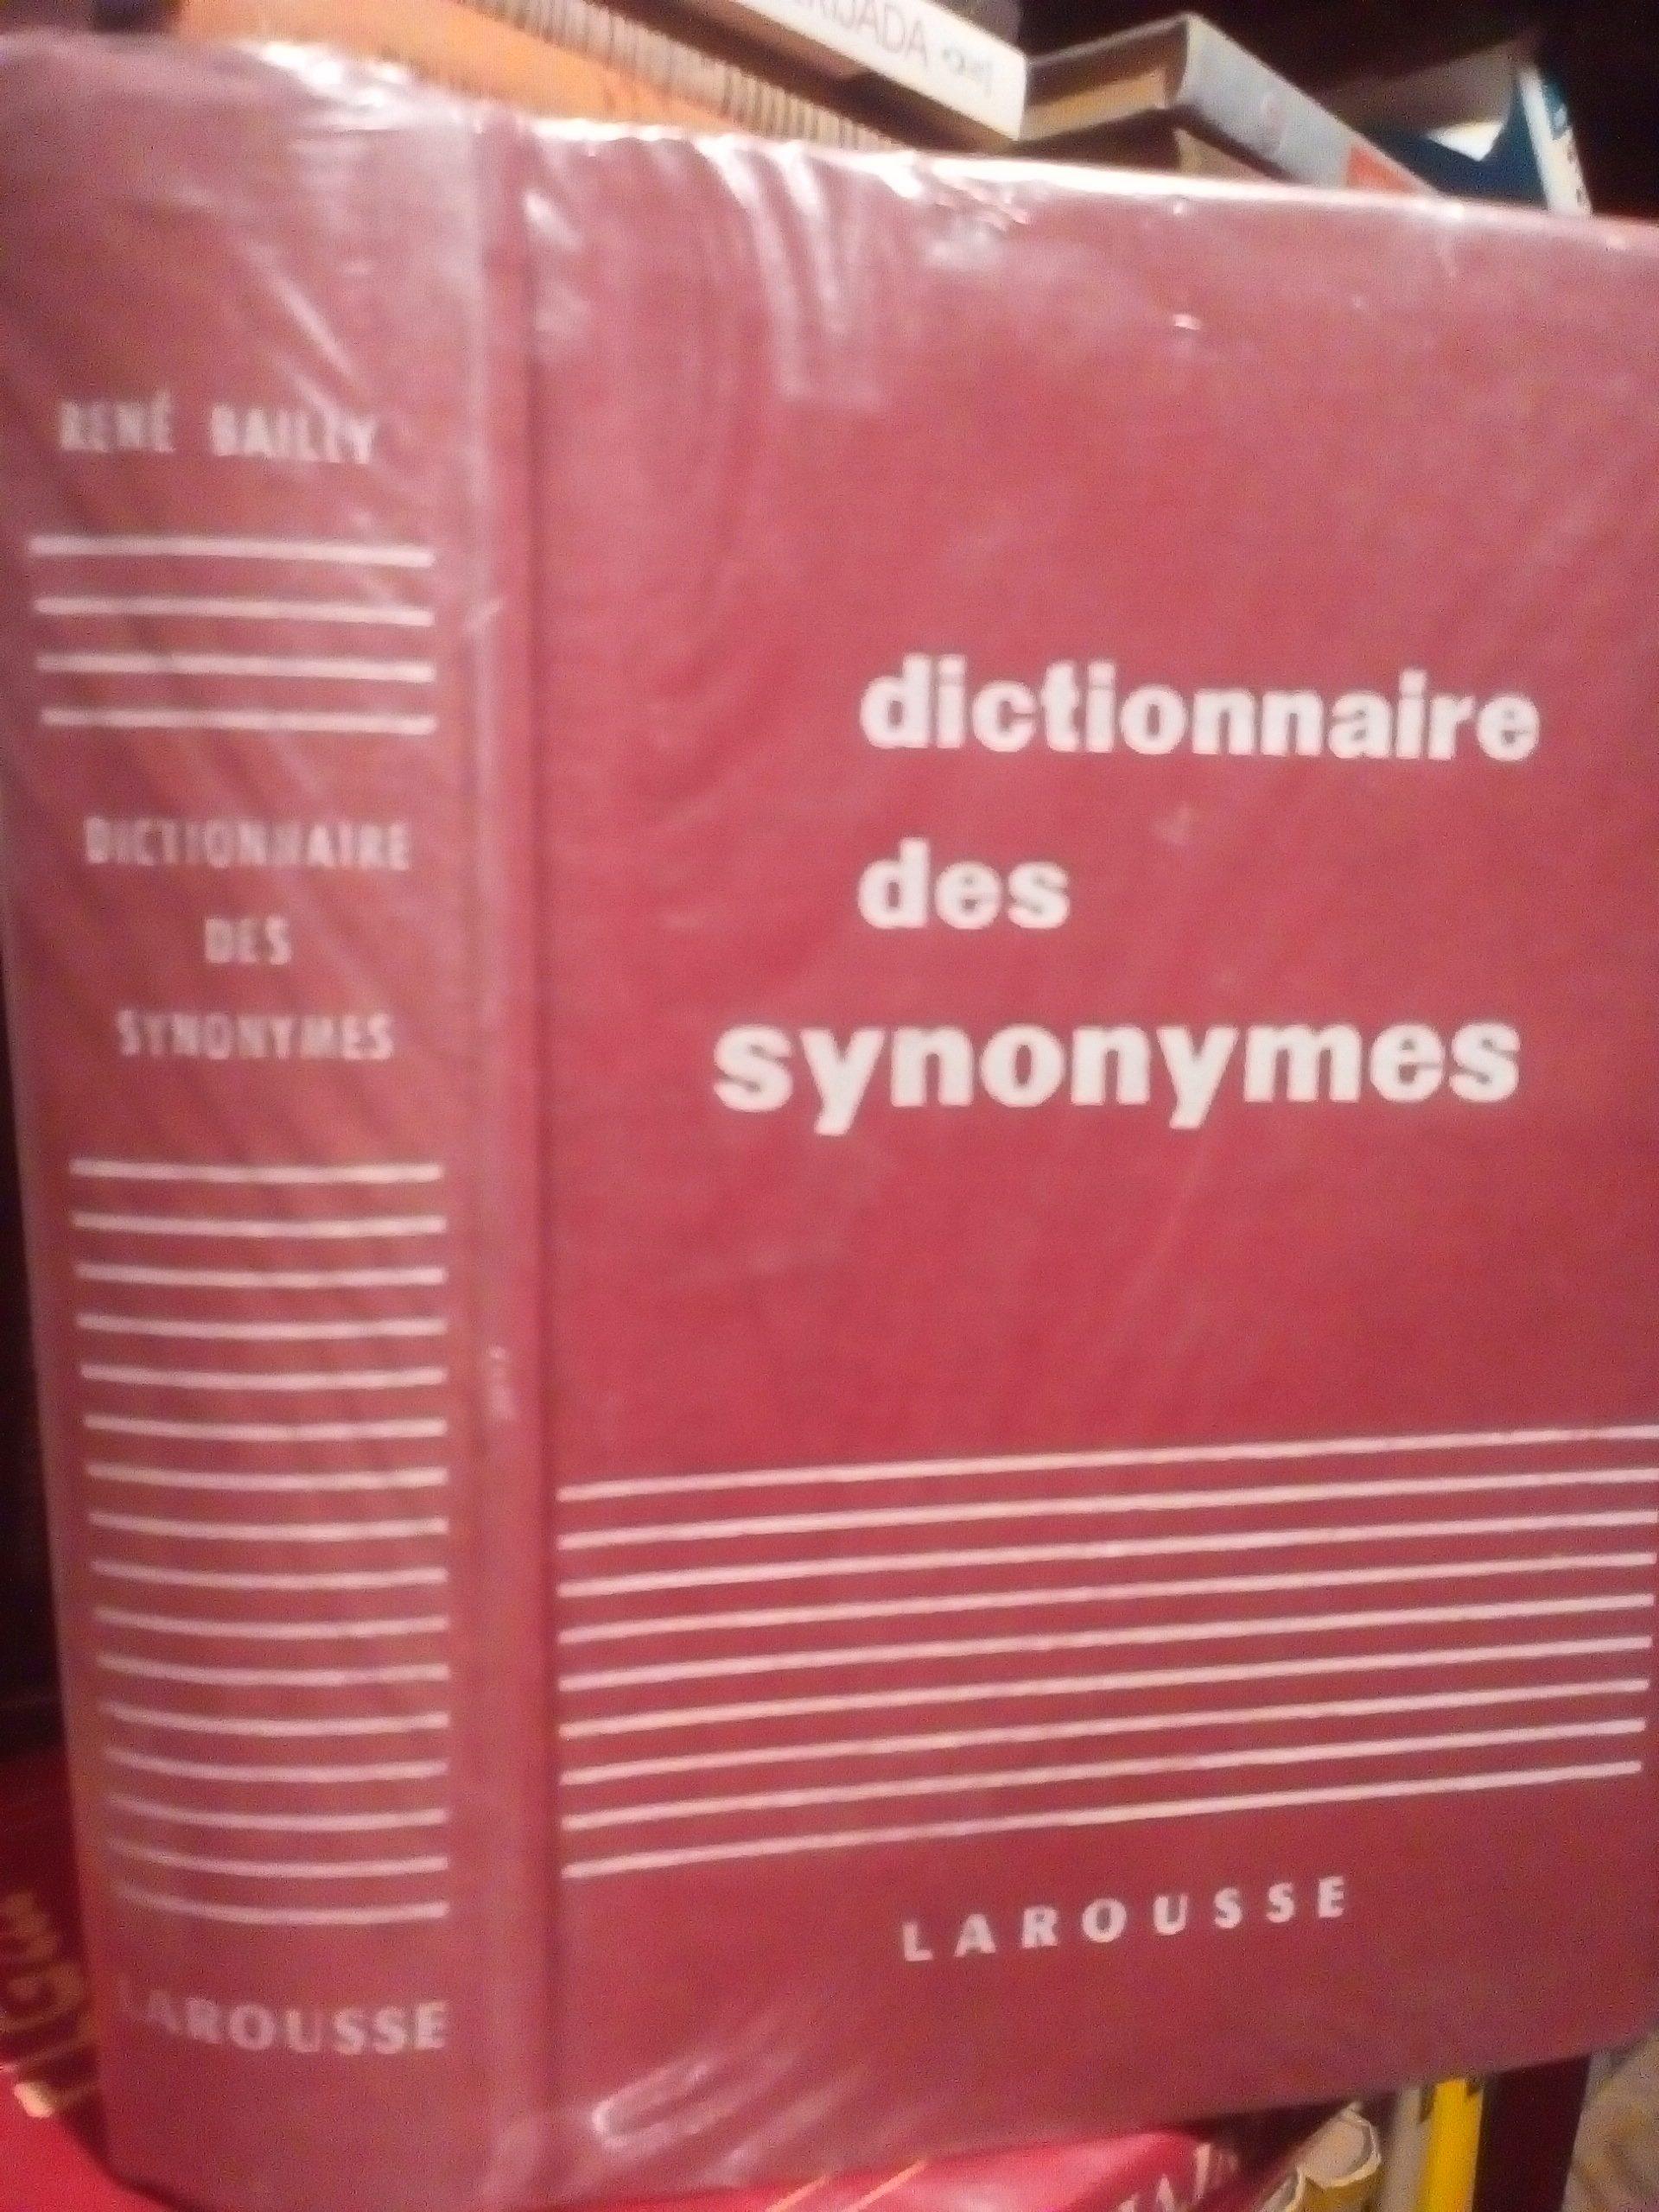 RENÉ BAILLY
DICTIONNAIRE
DES
SYNONYMES
LAROUSSE
dictionnaire
des
synonymes
LAROUSSE